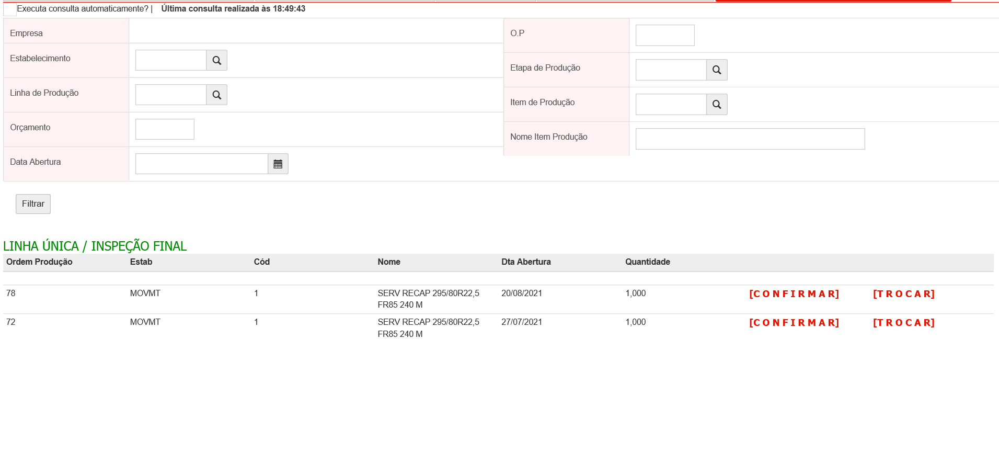 Executa consulta automaticamente? | Última consulta realizada às 18:49:43
Empresa
Estabelecimento
Linha de Produção
Orçamento
Data Abertura
O.P
Etapa de Produção
Item de Produção
Nome Item Produção
Filtrar
LINHA ÚNICA / INSPEÇÃO FINAL
Ordem Produção Estab Cód Nome Dta Abertura Quantidade
78 MOVMT 1 SERV RECAP 295/80R22,5 20/08/2021 1,000 [C O N F I R M A R] [T R O C A R]
FR85 240 M
72 MOVMT 1 SERV RECAP 295/80R22,5 27/07/2021 1,000 [C O N F I R M A R] [T R O C A R]
FR85 240 M